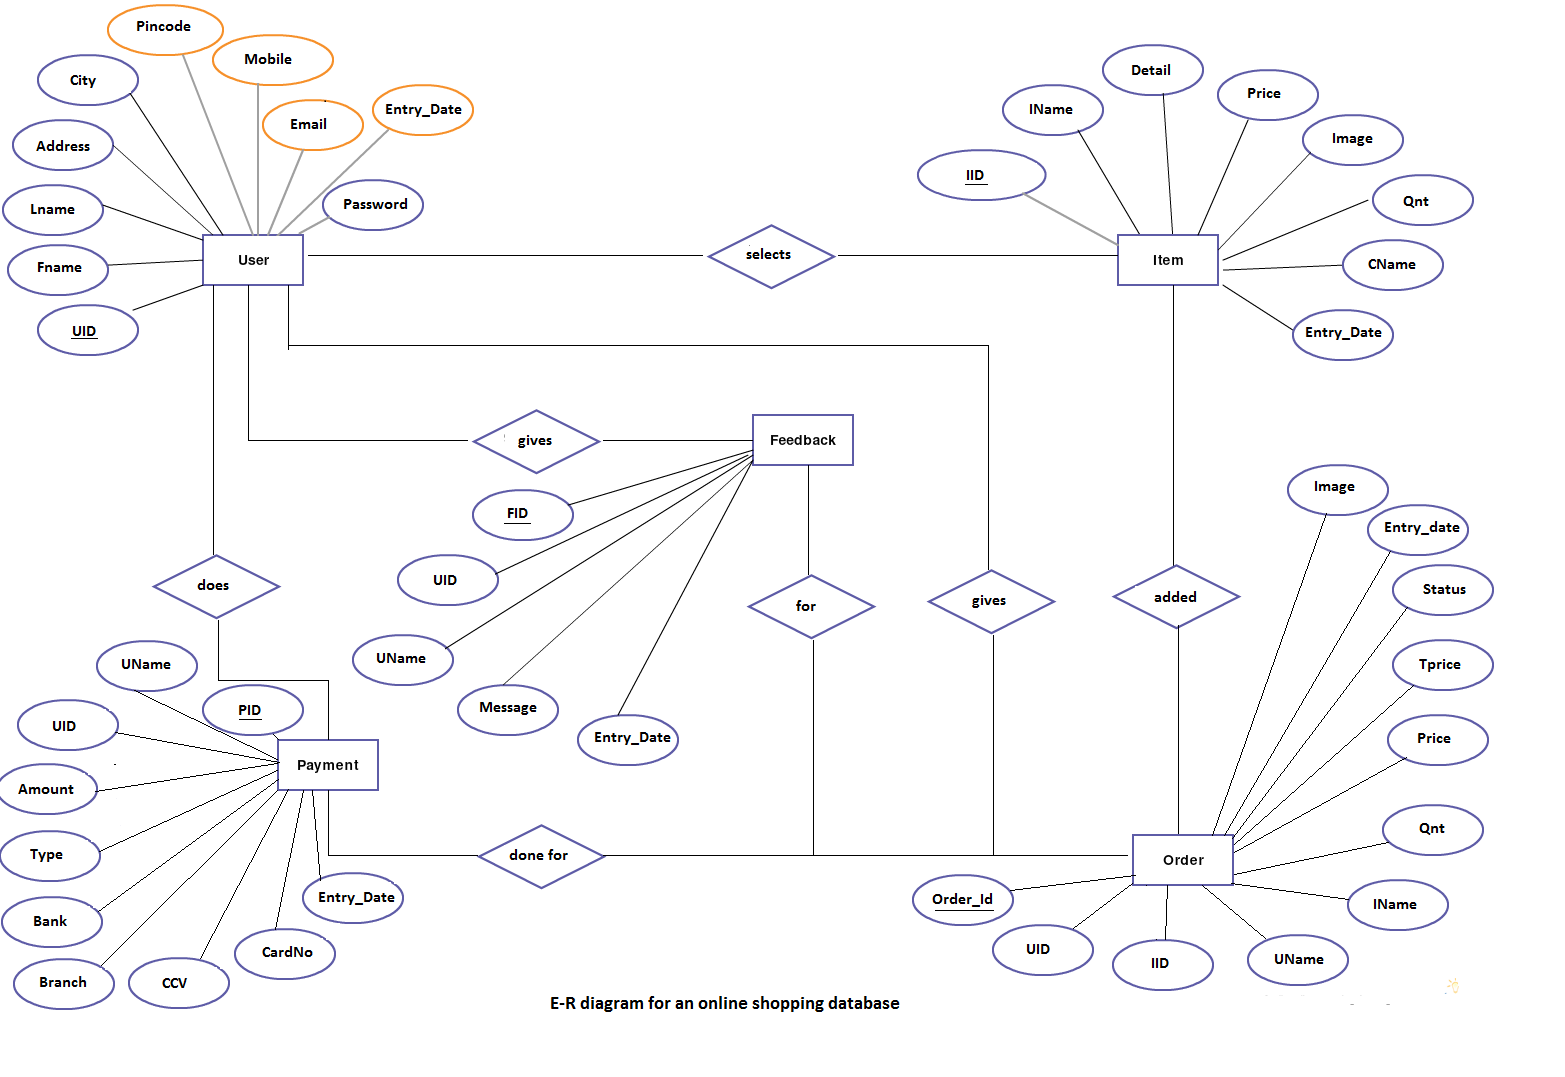 Pincode
Mobile
City
Email
Entry_Date
Address
Password
Lname
Fname
User
UID
selects
Detail
Price
IName
Image
IID
Qnt
CName
Item
Entry_Date
gives
Feedback
FID
UID
UName
Message
Entry_Date
does
for
gives
added
Image
Entry_date
Status
Tprice
Price
Qnt
IName
Order
Order_Id
UID
IID
UName
UName
PID
UID
Payment
Amount
Type
Bank
Branch
CCV
CardNo
Entry_Date
done for
E-R diagram for an online shopping database